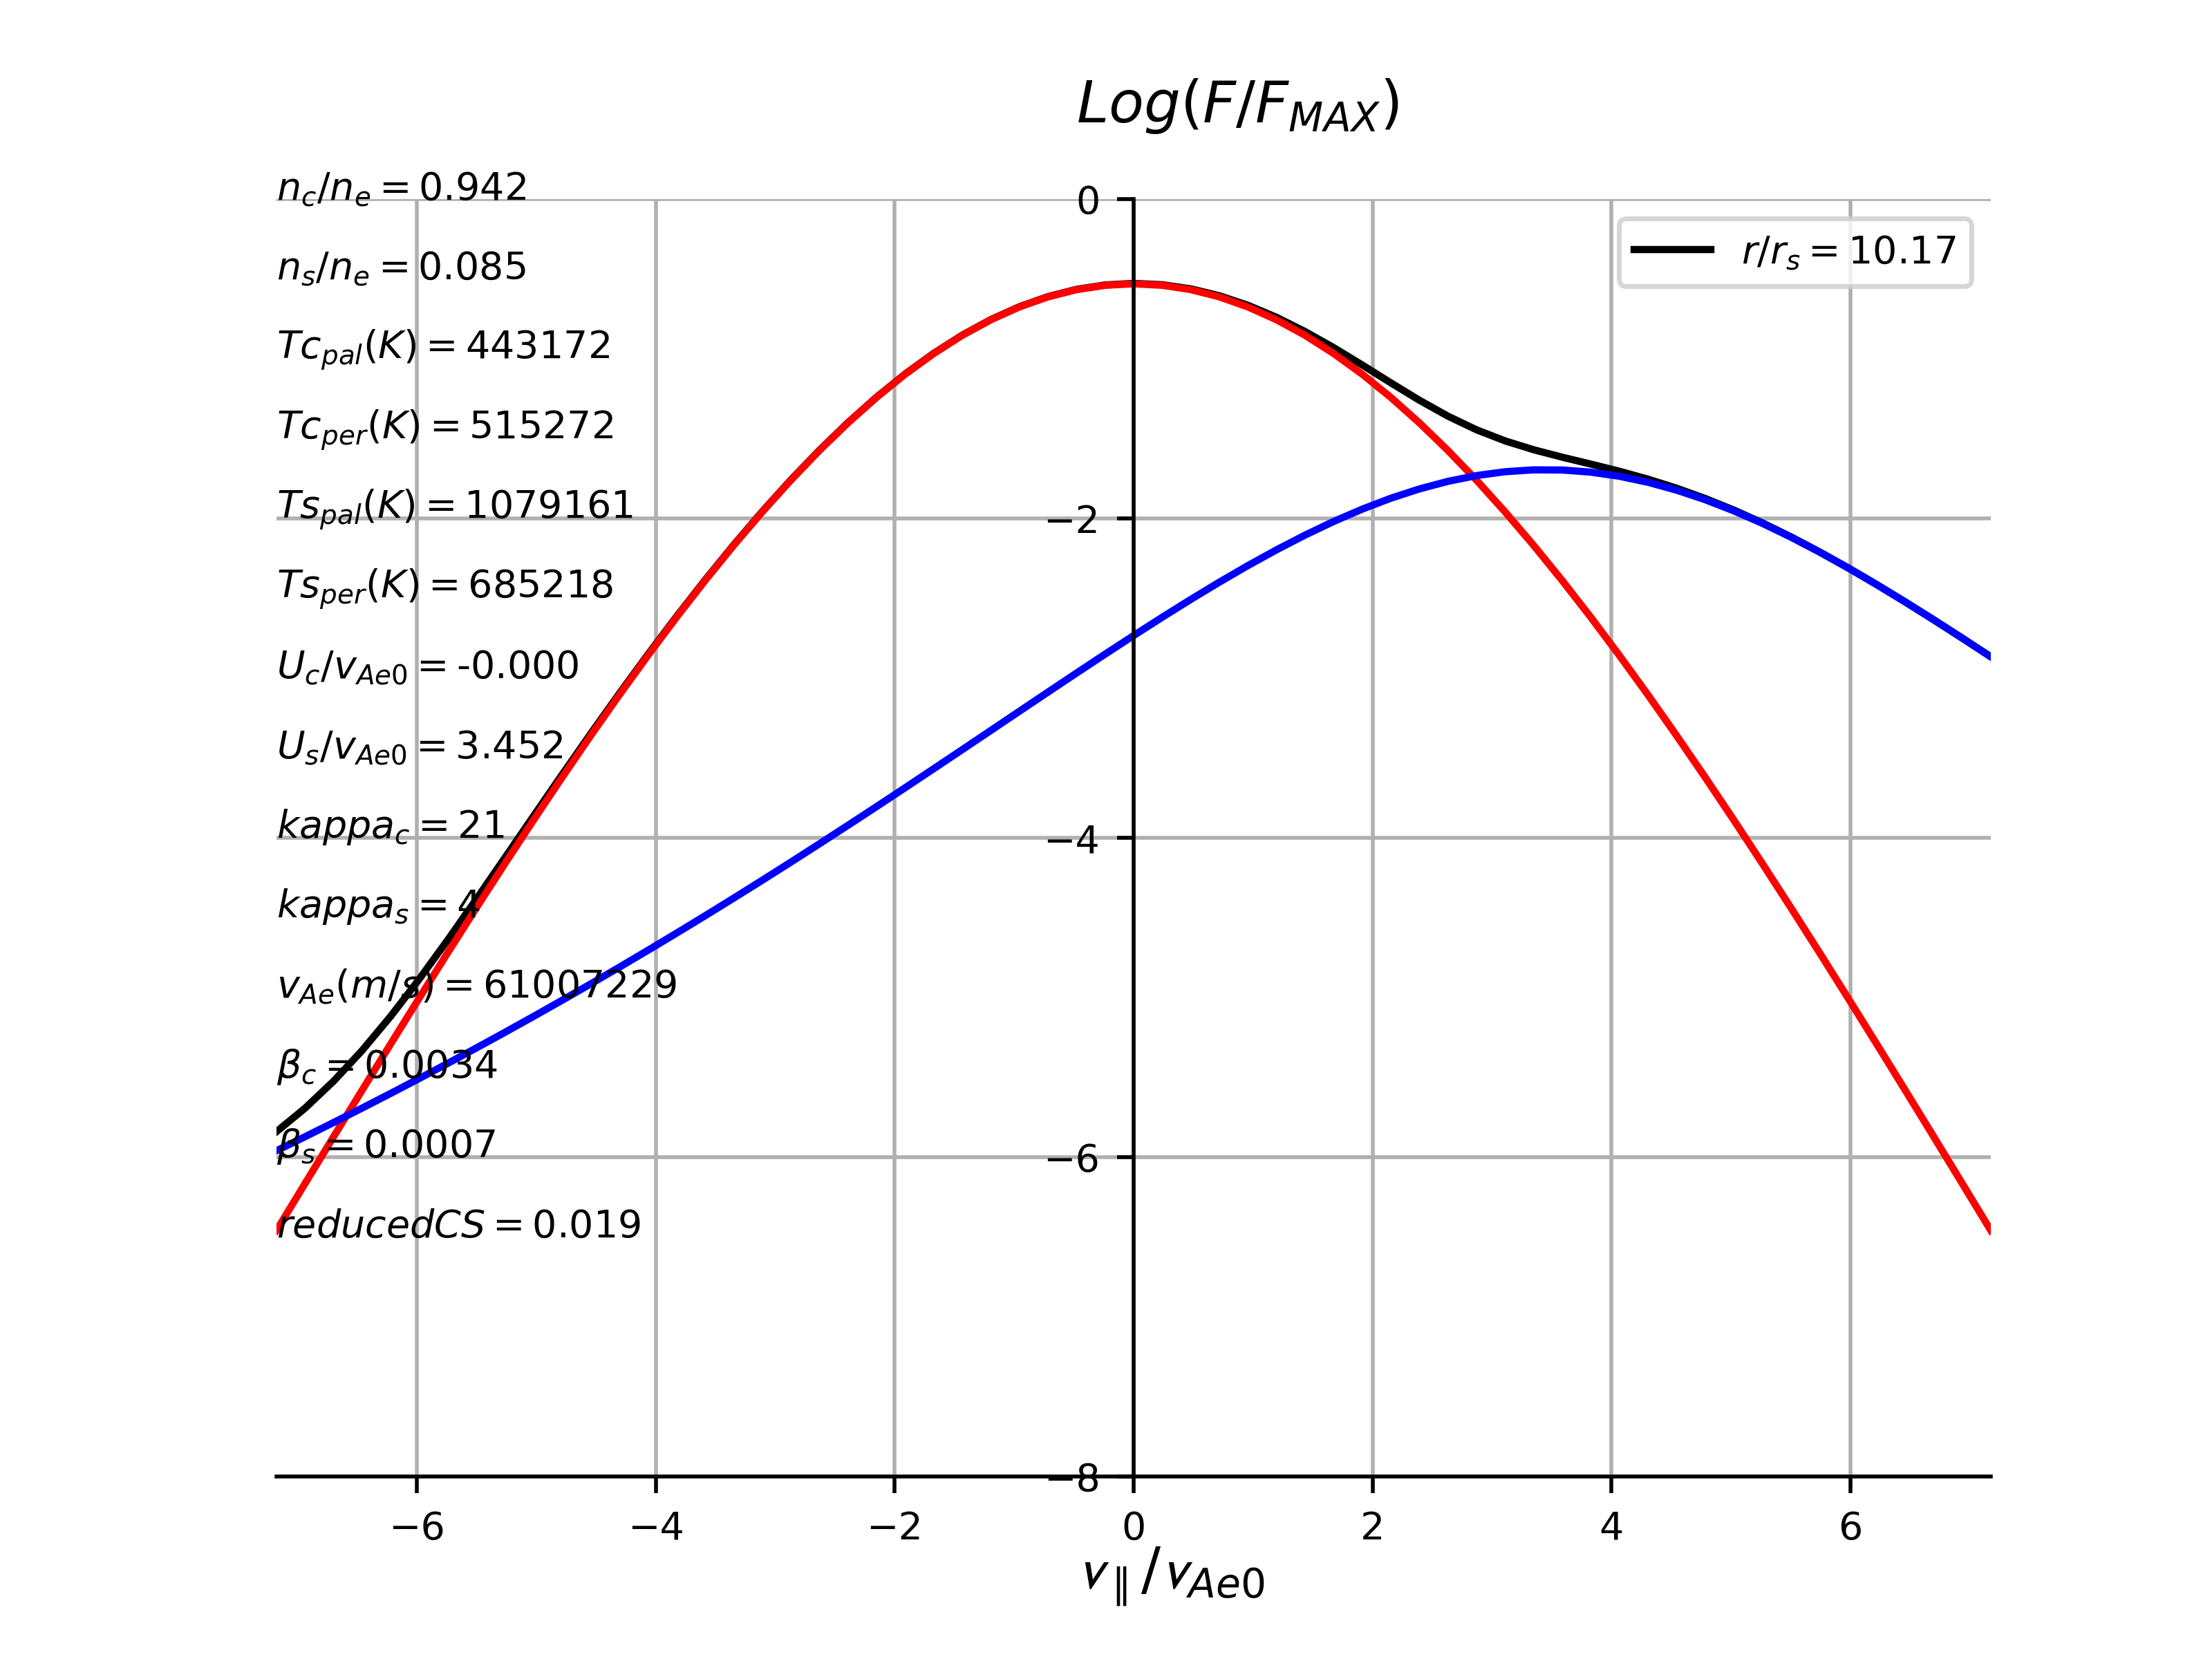 Log(F/F_MAX)
n_c/n_e = 0.942
0
r/r_s = 10.17
n_s/n_e = 0.085
Tc_pal(K) = 443172
Tc_per(K) = 515272
Ts_pal(K) = 1079161
−2
Ts_per(K) = 685218
U_c/v_Ae0 = -0.000
U_s/v_Ae0 = 3.452
kappa_c = 21
−4
kappa_s = 4
v_Ae(m/s) = 61007229
β_c = 0.0034
β_s = 0.0007
−6
reducedCS = 0.019
−8
−6 −4 −2 0 2 4 6
v_∥/v_Ae0